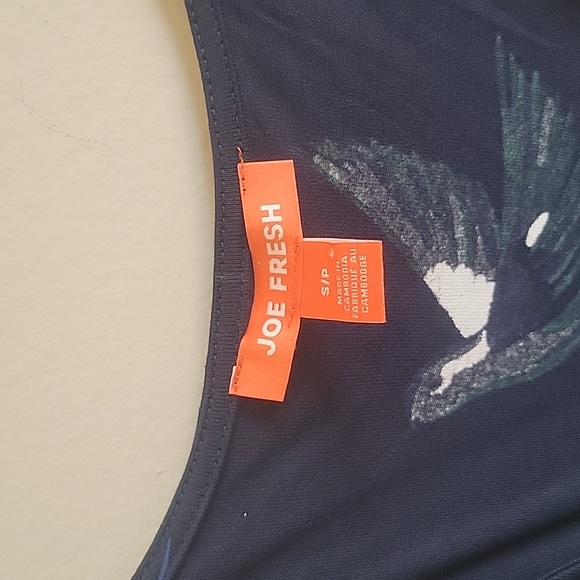 JOE FRESH
S/P
MADE IN
CAMBODIA
FABRIQUÉ AU
CAMBODGE